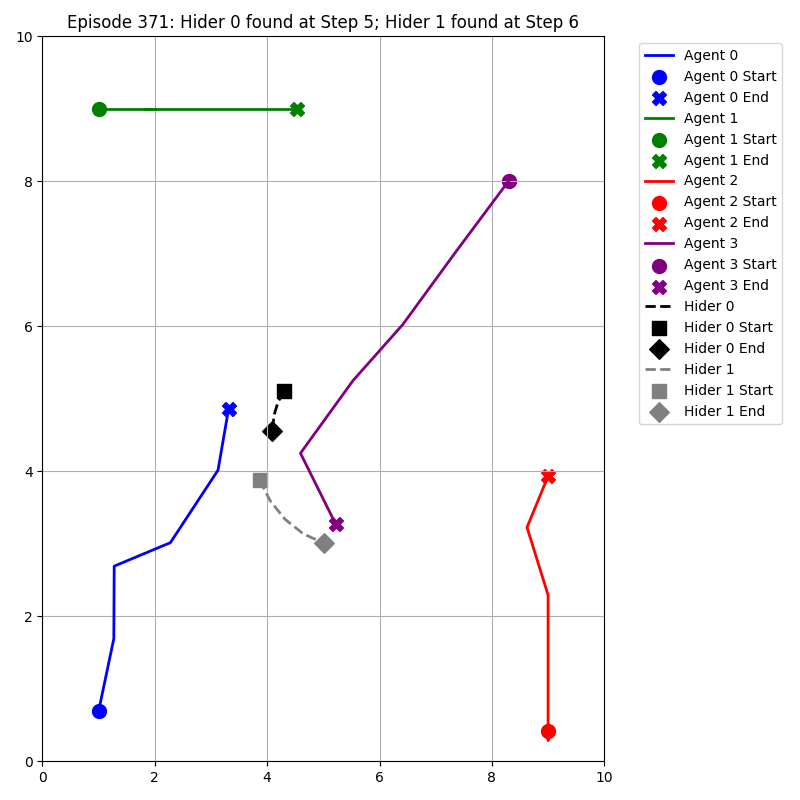 Episode 371: Hider 0 found at Step 5; Hider 1 found at Step 6
10
8
6
4
2
0
0 2 4 6 8 10
Agent 0
Agent 0 Start
Agent 0 End
Agent 1
Agent 1 Start
Agent 1 End
Agent 2
Agent 2 Start
Agent 2 End
Agent 3
Agent 3 Start
Agent 3 End
Hider 0
Hider 0 Start
Hider 0 End
Hider 1
Hider 1 Start
Hider 1 End